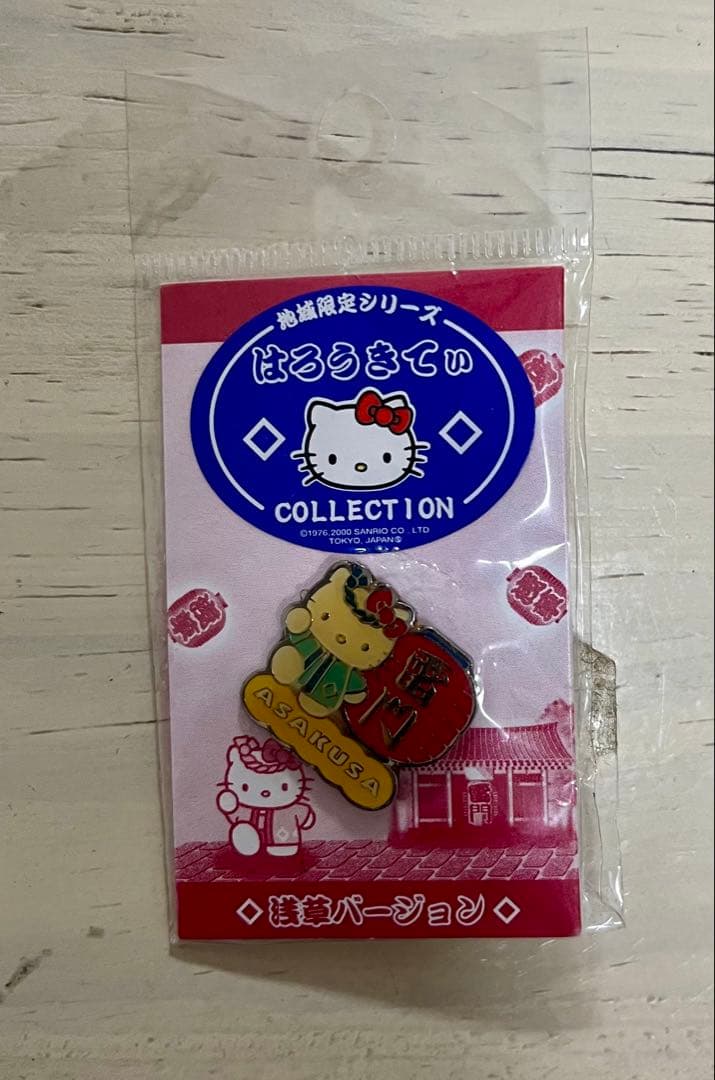 地域限定シリーズ
はろうきてぃ
COLLECTION
©1976,2000 SANRIO CO., LTD
TOKYO, JAPAN Ⓢ
雷門
ASAKUSA
浅草バージョン